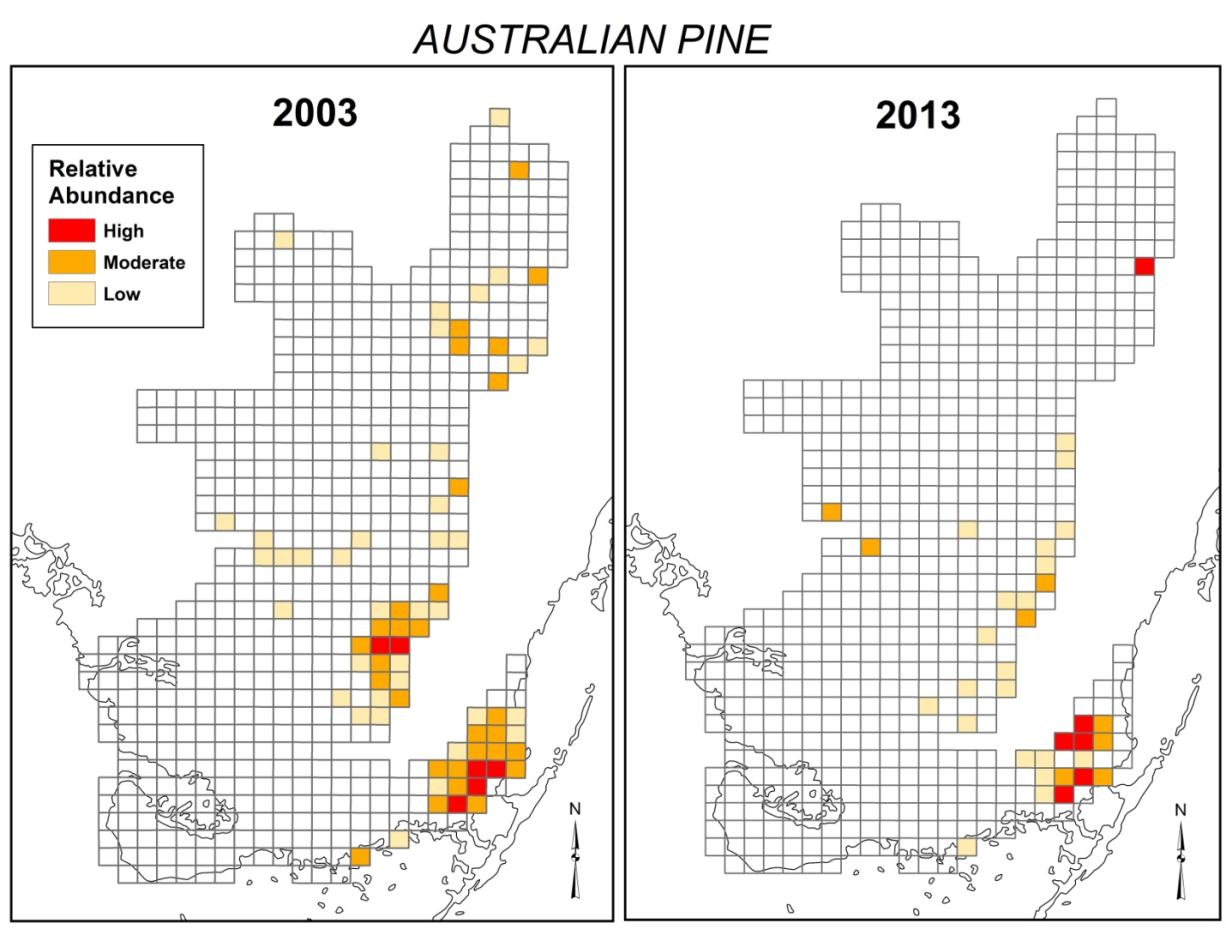 AUSTRALIAN PINE
2003
Relative
Abundance
High
Moderate
Low
N
2013
N